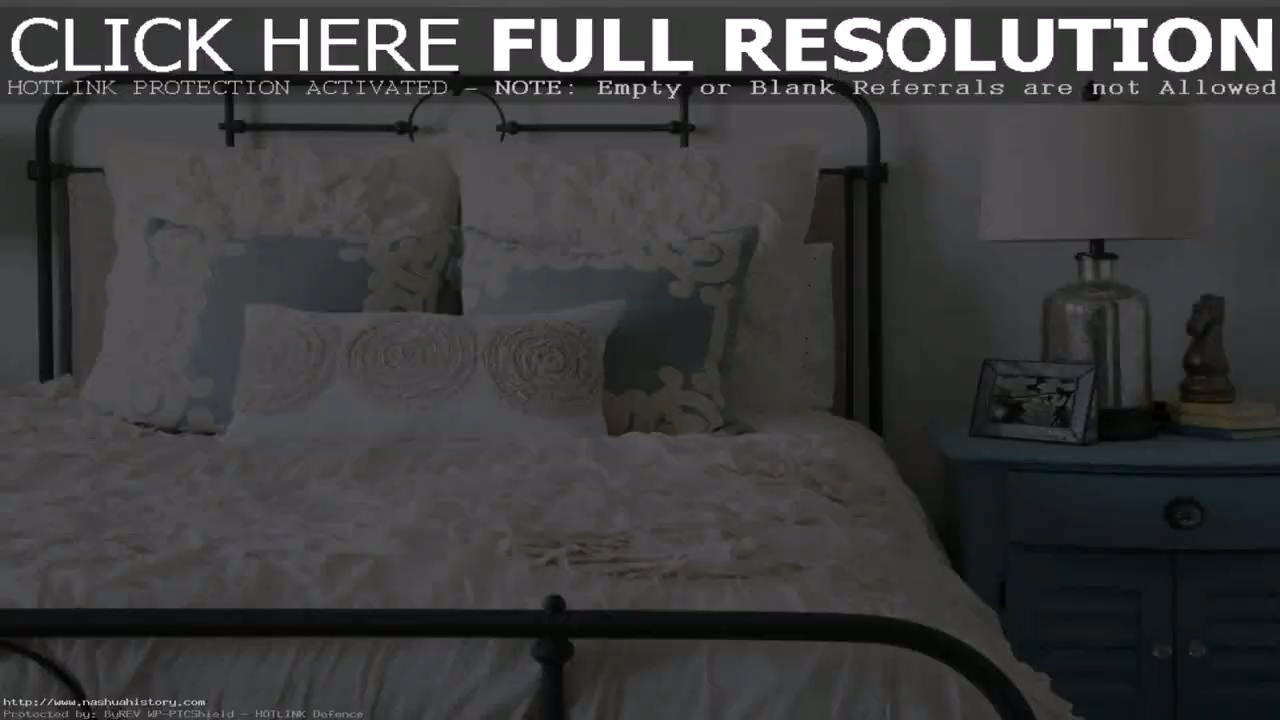 CLICK HERE FULL RESOLUTION
HOTLINK PROTECTION ACTIVATED - NOTE: Empty or Blank Referrals are not Allowed
http://www.nashuahistory.com
Protected by: ByREV WP-PICShield - HOTLINK Defence